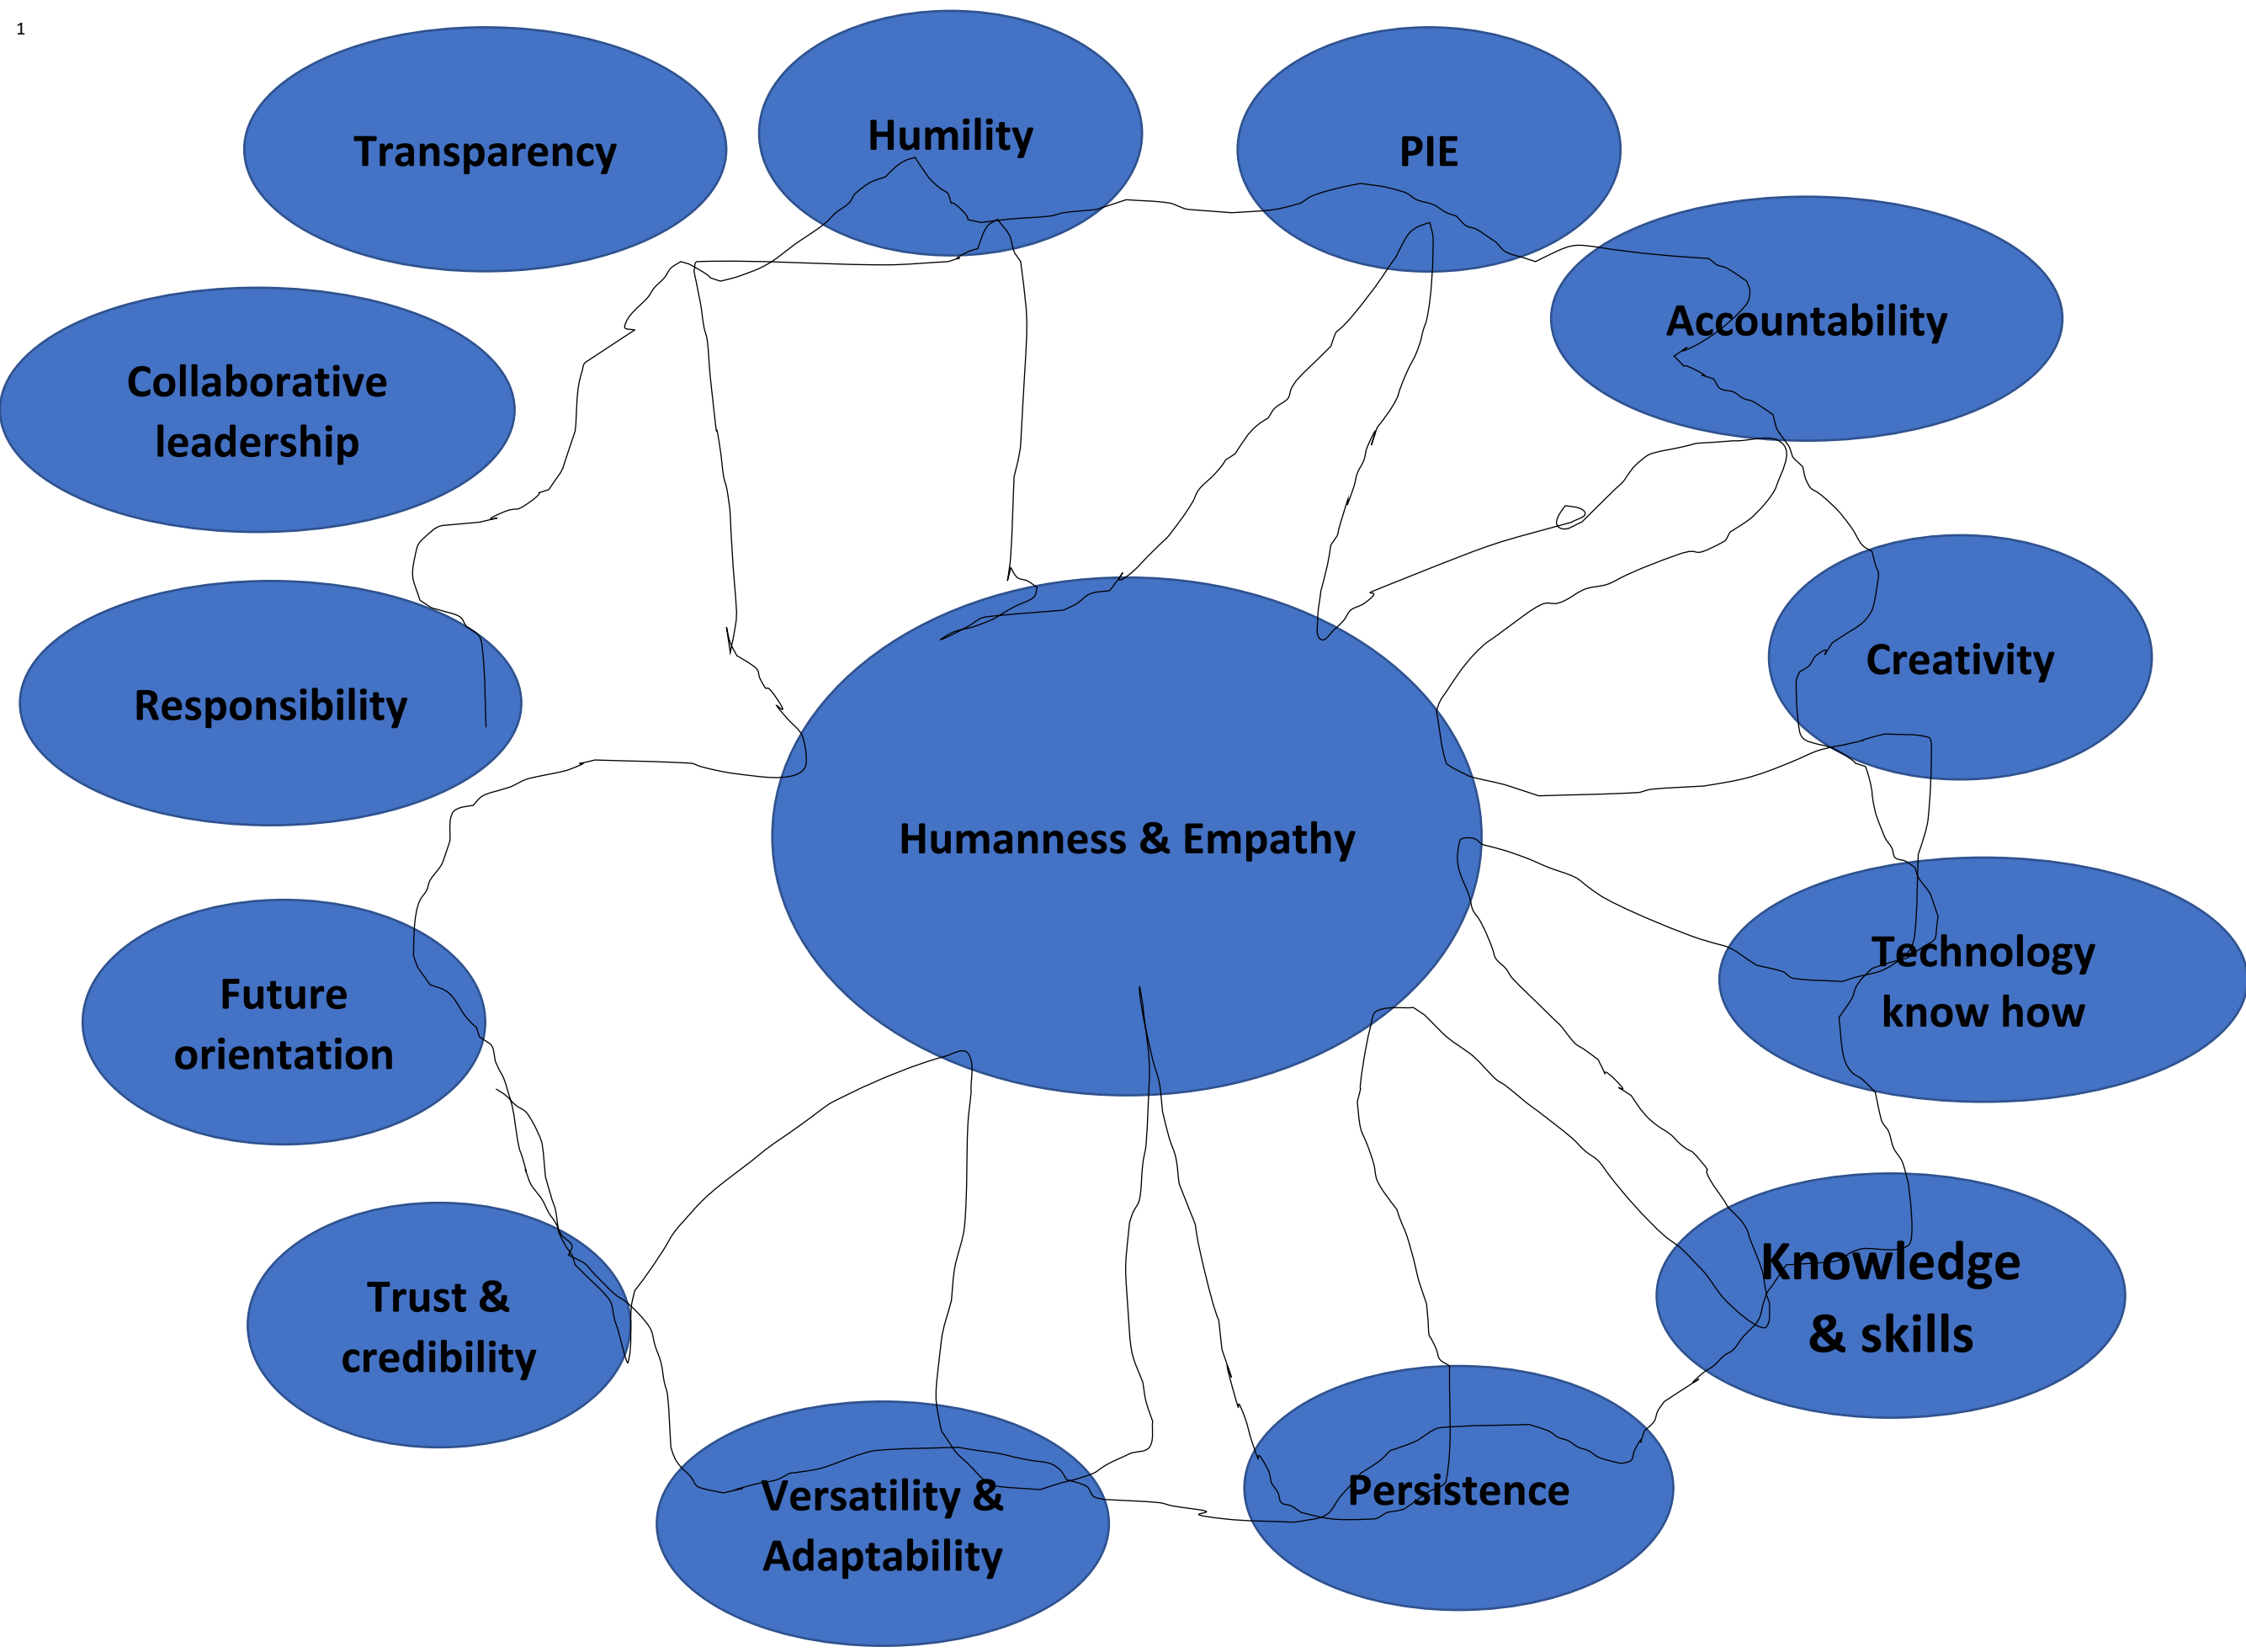 1
Transparency
Humility
PIE
Accountability
Collaborative
leadership
Creativity
Responsibility
Humanness & Empathy
Technology
know how
Future
orientation
Knowledge
& skills
Trust &
credibility
Persistence
Versatility &
Adaptability